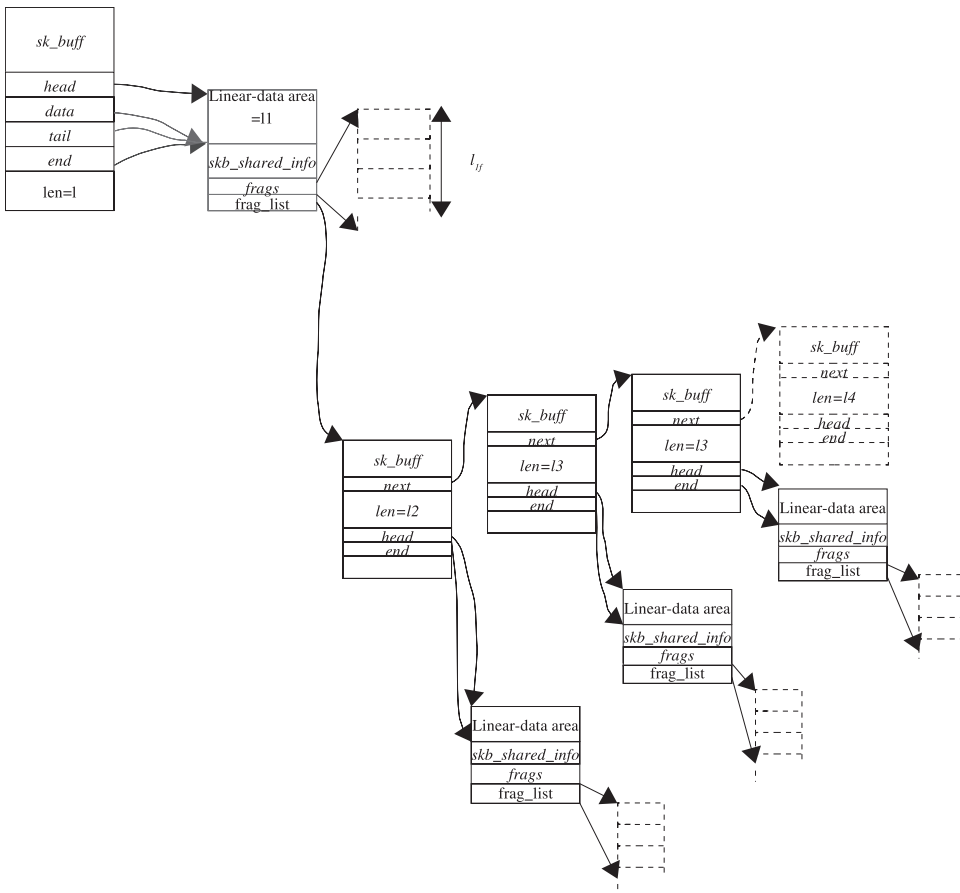 sk_buff
head
data
tail
end
len=l
Linear-data area
=l1
skb_shared_info
frags
frag_list
l1f
sk_buff
next
len=l2
head
end
sk_buff
next
len=l3
head
end
sk_buff
next
len=l3
head
end
sk_buff
next
len=l4
head
end
Linear-data area
skb_shared_info
frags
frag_list
Linear-data area
skb_shared_info
frags
frag_list
Linear-data area
skb_shared_info
frags
frag_list